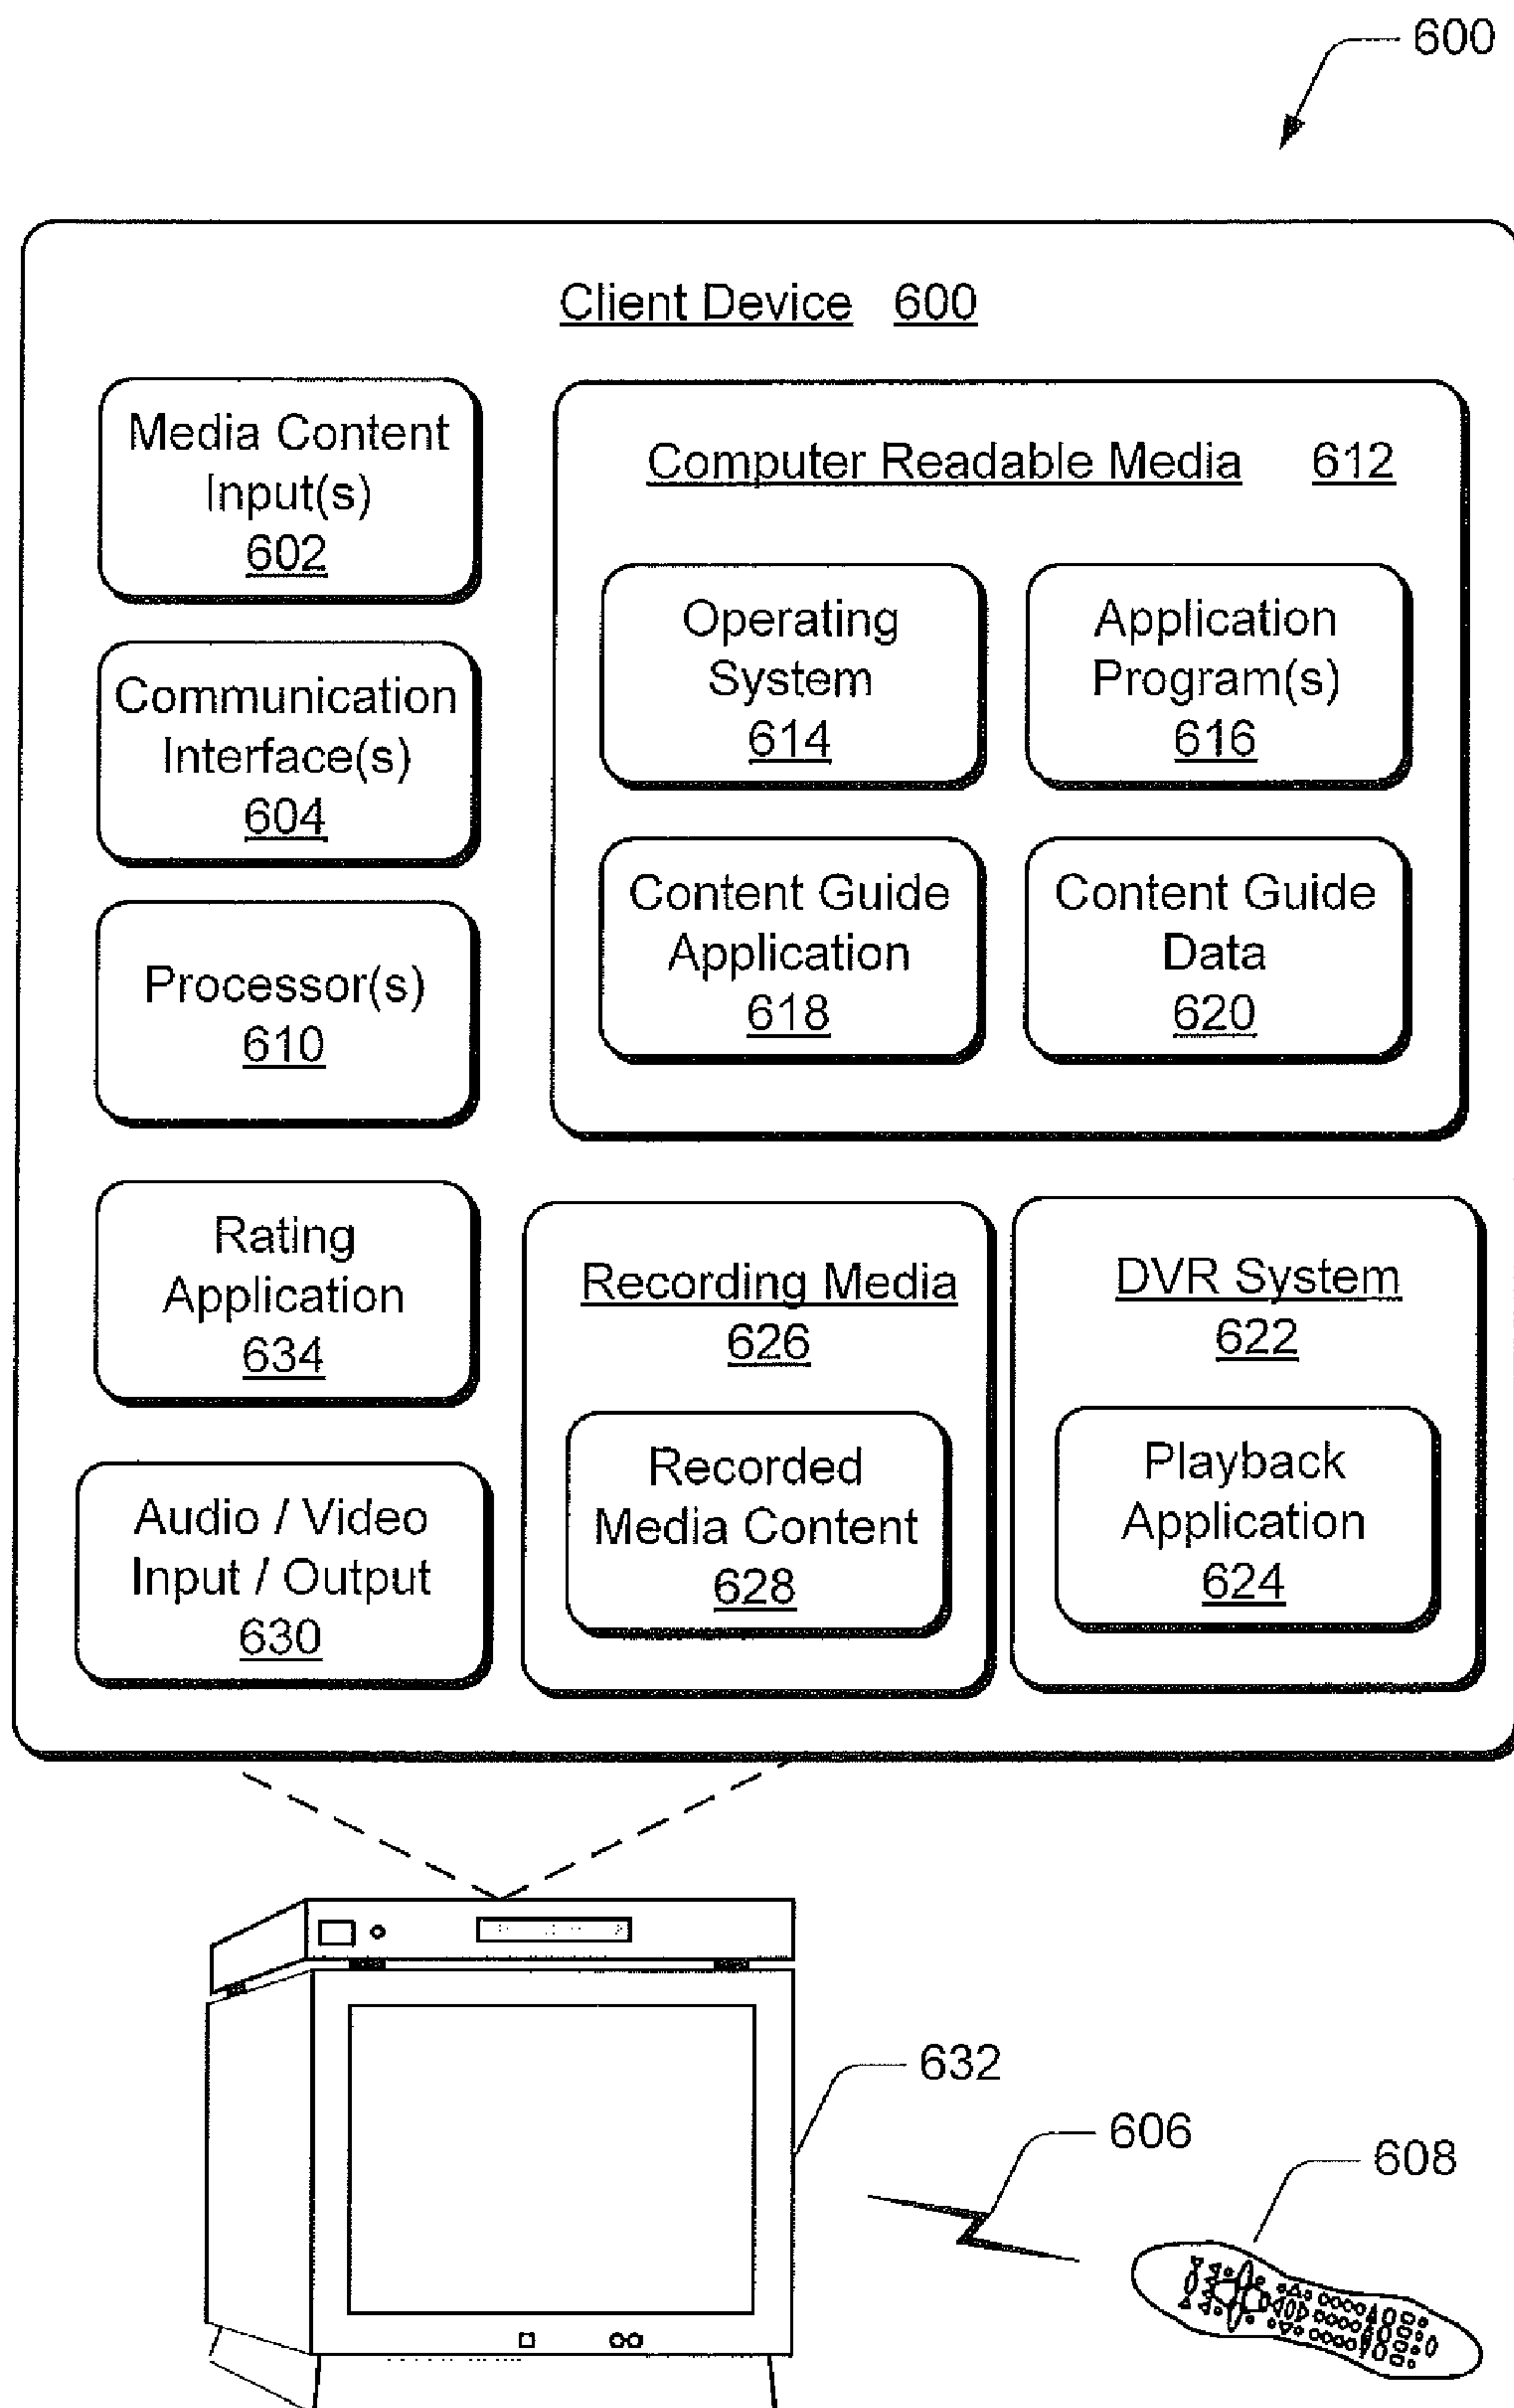 600
Client Device 600
Media Content
Input(s)
602
Communication
Interface(s)
604
Processor(s)
610
Computer Readable Media 612
Operating
System
614
Application
Program(s)
616
Content Guide
Application
618
Content Guide
Data
620
Rating
Application
634
Audio / Video
Input / Output
630
Recording Media
626
Recorded
Media Content
628
DVR System
622
Playback
Application
624
632
606
608